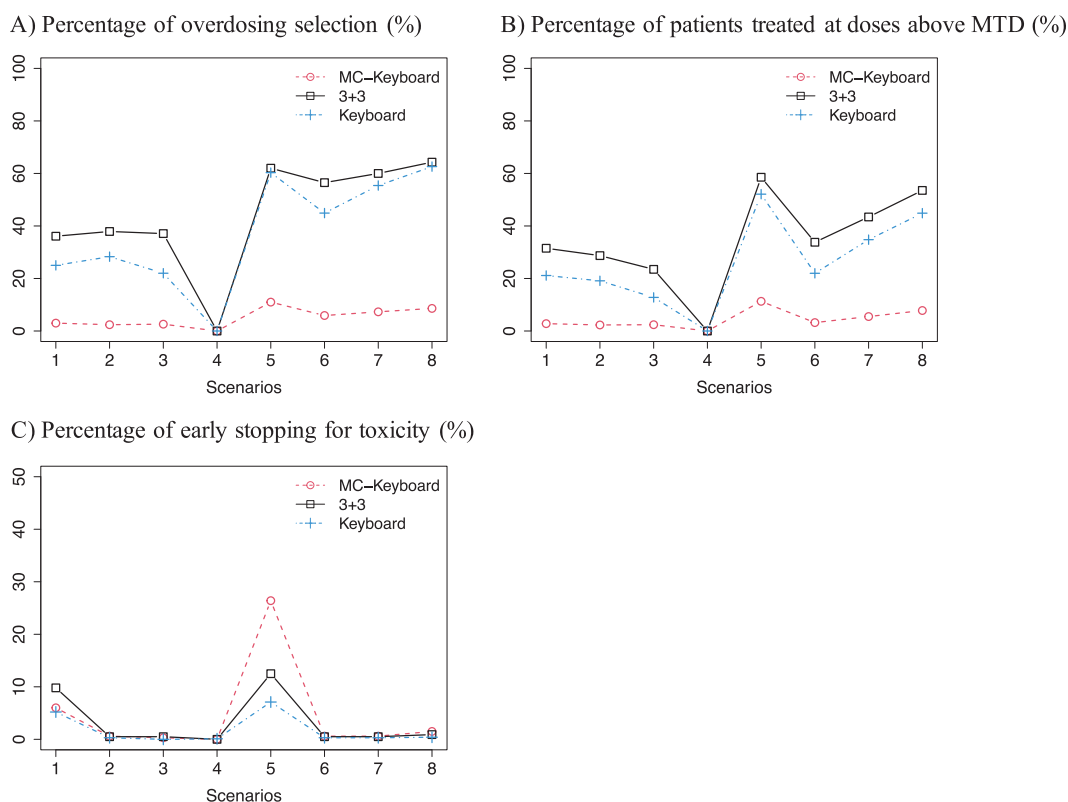 A) Percentage of overdosing selection (%)
MC−Keyboard
3+3
Keyboard
0 20 40 60 80 100
1 2 3 4 5 6 7 8
Scenarios
B) Percentage of patients treated at doses above MTD (%)
MC−Keyboard
3+3
Keyboard
0 20 40 60 80 100
1 2 3 4 5 6 7 8
Scenarios
C) Percentage of early stopping for toxicity (%)
MC−Keyboard
3+3
Keyboard
0 10 20 30 40 50
1 2 3 4 5 6 7 8
Scenarios